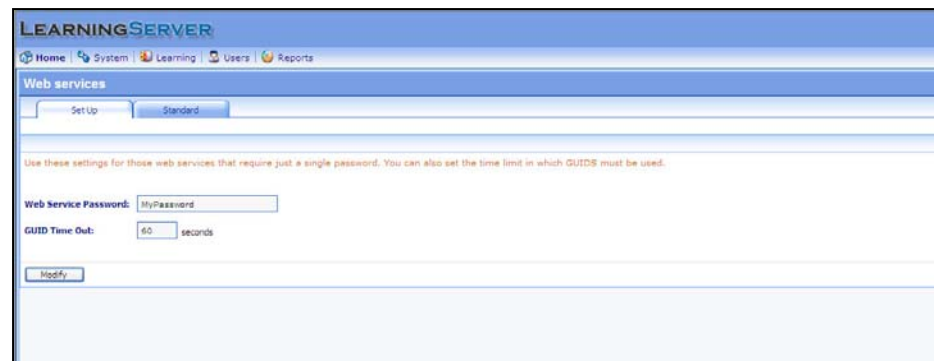 LEARNINGSERVER
Home System Learning Users Reports
Web services
Set Up Standard
Use these settings for those web services that require just a single password. You can also set the time limit in which GUIDS must be used.
Web Service Password: MyPassword
GUID Time Out: 60 seconds
Modify